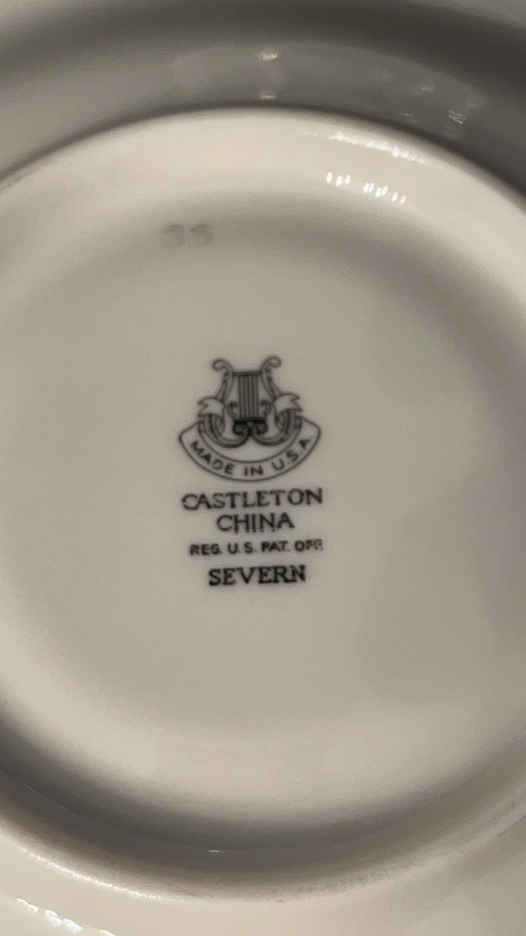 MADE IN U.S.A.
CASTLETON
CHINA
REG. U.S. PAT. OFF.
SEVERN